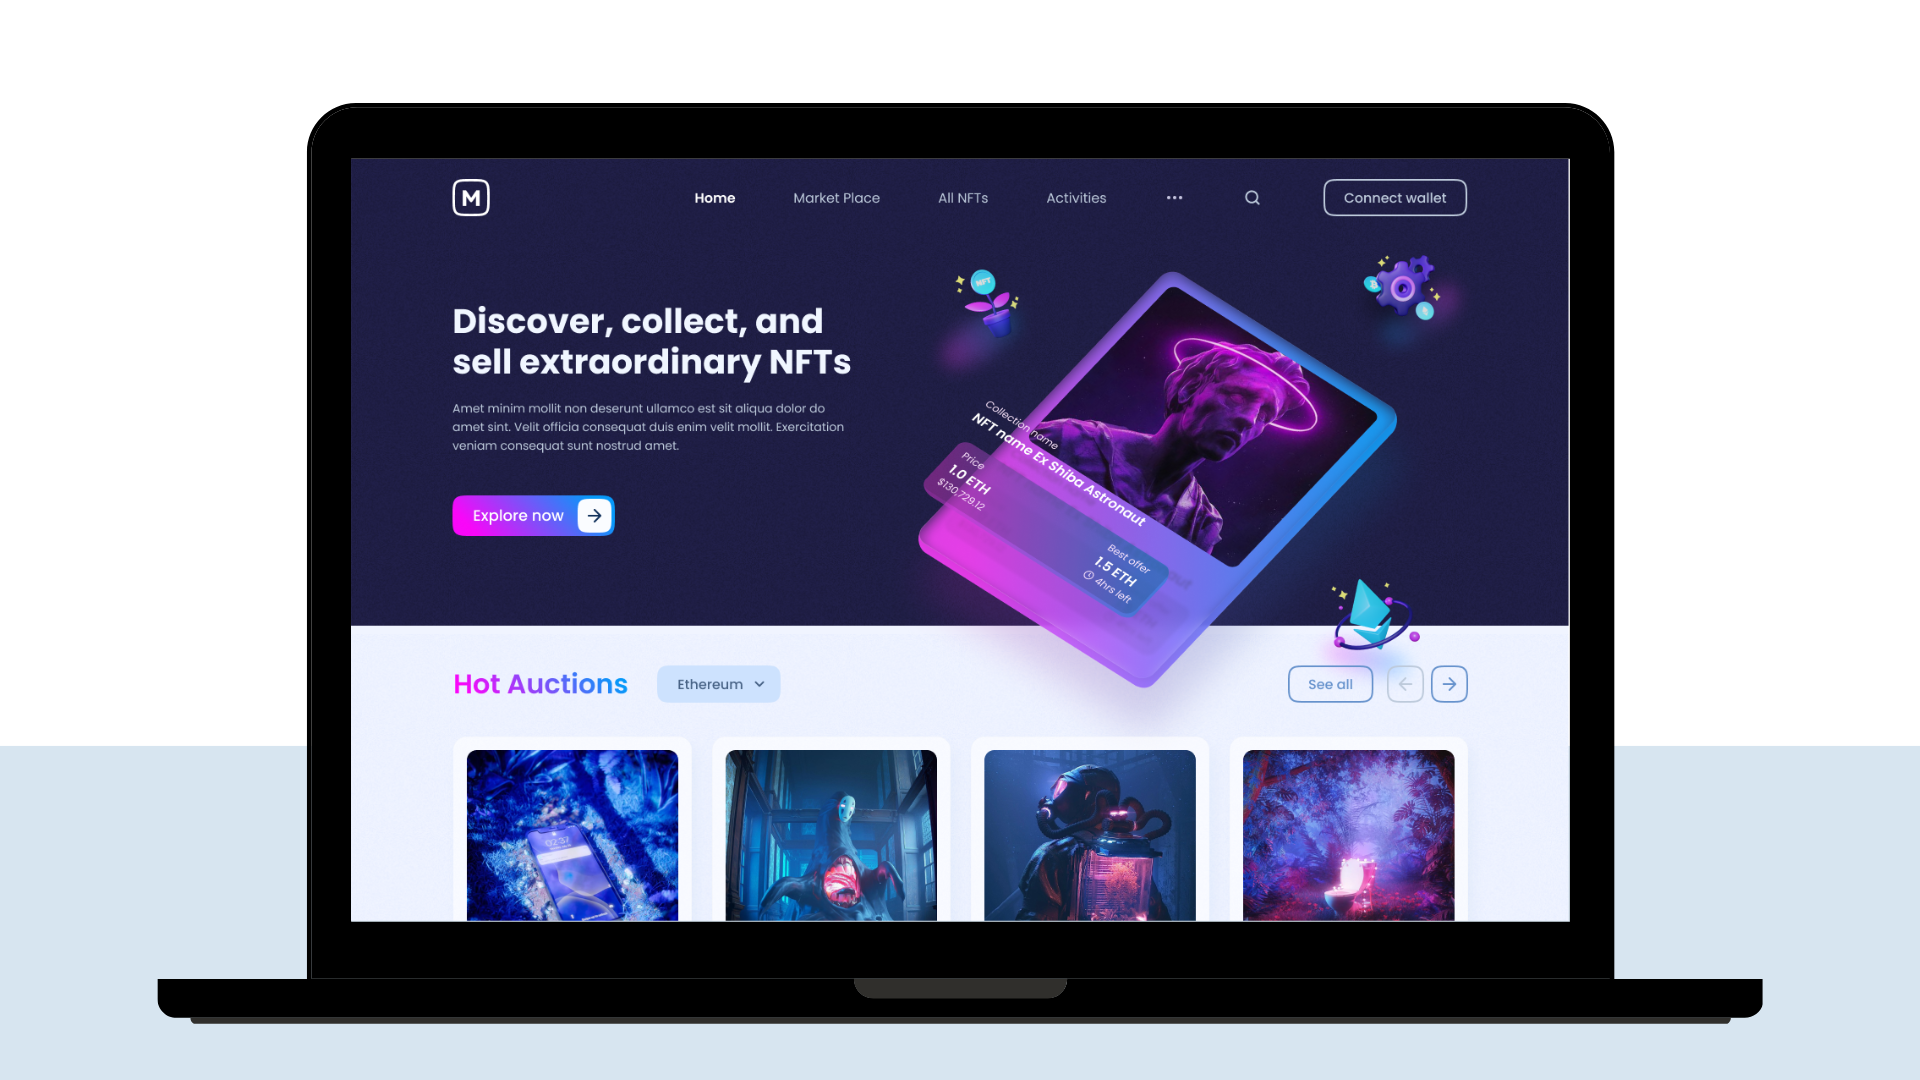 M
Home
Market Place
All NFTs
Activities
Connect wallet
Discover, collect, and
sell extraordinary NFTs
Amet minim mollit non deserunt ullamco est sit aliqua dolor do
amet sint. Velit officia consequat duis enim velit mollit. Exercitation
veniam consequat sunt nostrud amet.
Explore now
NFT
Collection name
NFT name Ex Shiba Astronaut
Price
1.0 ETH
$130,729.12
Best offer
1.5 ETH
4hrs left
Hot Auctions
Ethereum
See all
02:37